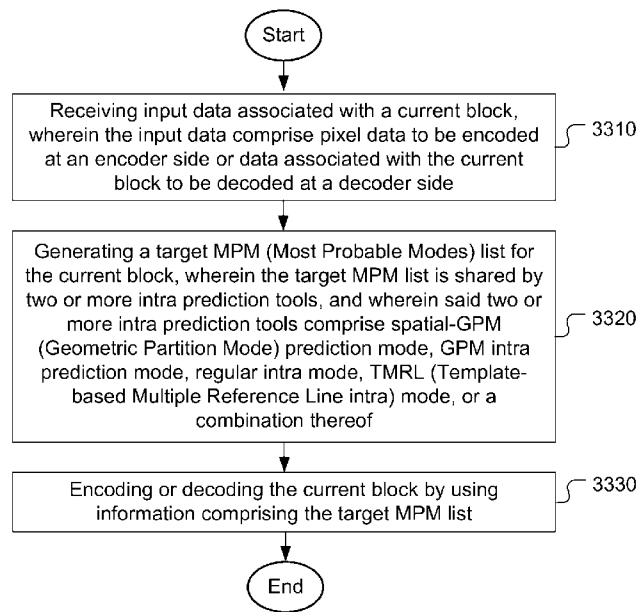 Start
Receiving input data associated with a current block,
wherein the input data comprise pixel data to be encoded
at an encoder side or data associated with the current
block to be decoded at a decoder side
3310
Generating a target MPM (Most Probable Modes) list for
the current block, wherein the target MPM list is shared by
two or more intra prediction tools, and wherein said two or
more intra prediction tools comprise spatial-GPM
(Geometric Partition Mode) prediction mode, GPM intra
prediction mode, regular intra mode, TMRL (Template-
based Multiple Reference Line intra) mode, or a
combination thereof
3320
Encoding or decoding the current block by using
information comprising the target MPM list
3330
End